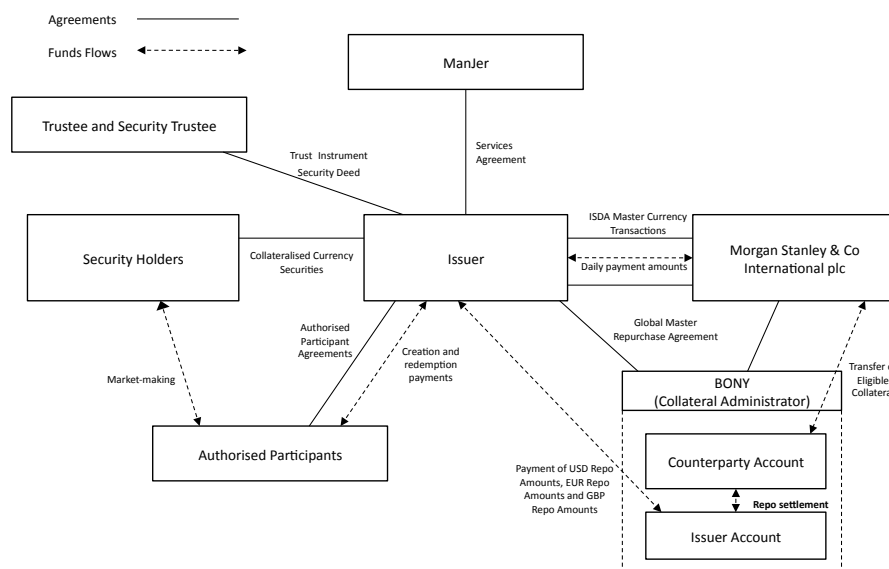 Agreements
Funds Flows
ManJer
Trustee and Security Trustee
Trust Instrument
Security Deed
Services
Agreement
Security Holders
Collateralised Currency
Securities
Issuer
ISDA Master Currency
Transactions
Daily payment amounts
Morgan Stanley & Co
International plc
Global Master
Repurchase Agreement
Authorised
Participant
Agreements
Creation and
redemption
payments
Market-making
Authorised Participants
BONY
(Collateral Administrator)
Transfer
Eligible
Collateral
Counterparty Account
Repo settlement
Issuer Account
Payment of USD Repo
Amounts, EUR Repo
Amounts and GBP
Repo Amounts